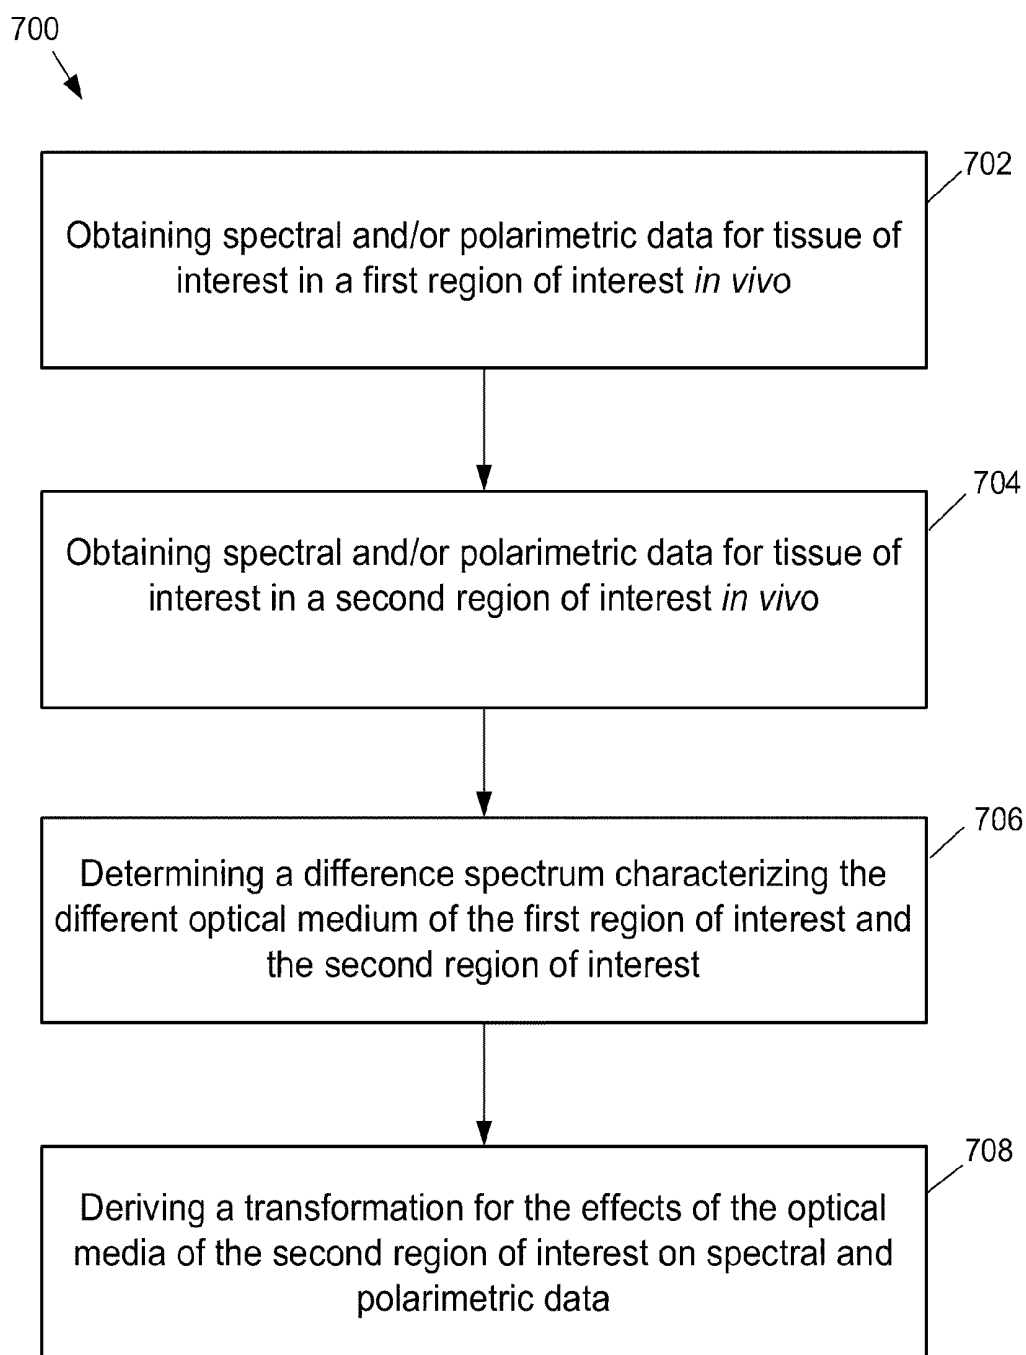 700
702
Obtaining spectral and/or polarimetric data for tissue of
interest in a first region of interest in vivo
704
Obtaining spectral and/or polarimetric data for tissue of
interest in a second region of interest in vivo
706
Determining a difference spectrum characterizing the
different optical medium of the first region of interest and
the second region of interest
708
Deriving a transformation for the effects of the optical
media of the second region of interest on spectral and
polarimetric data